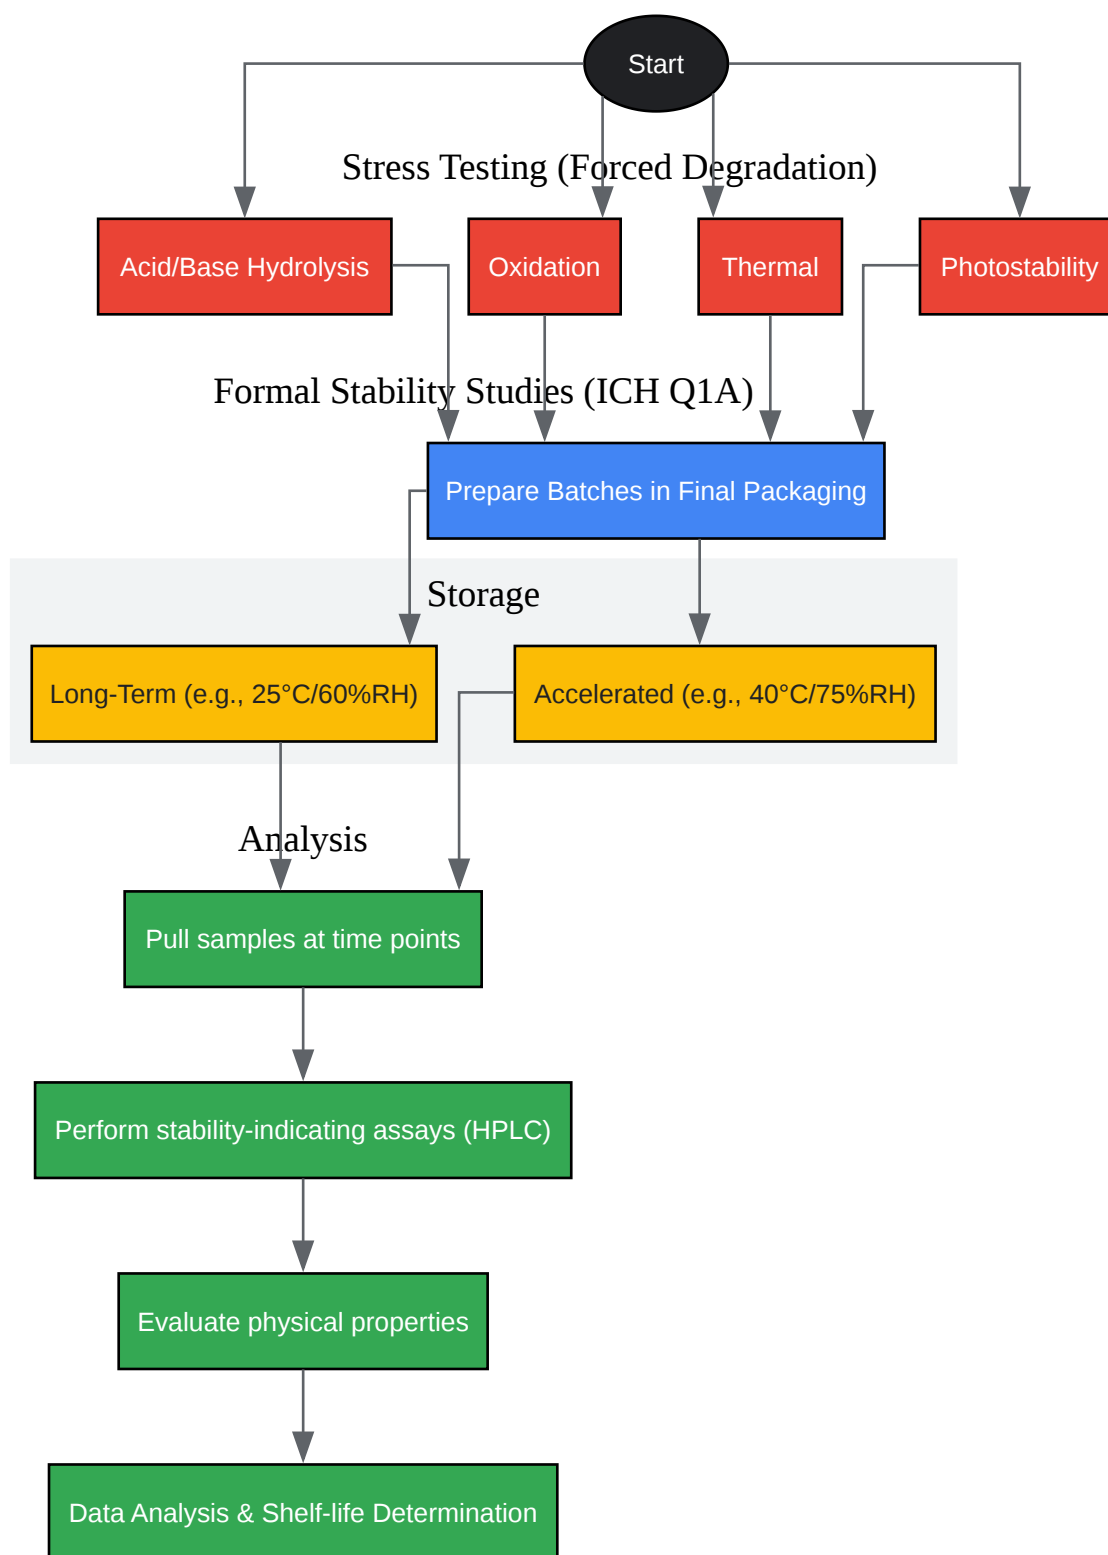 Start
Stress Testing (Forced Degradation)
Acid/Base Hydrolysis
Oxidation
Thermal
Photostability
Formal Stability Studies (ICH Q1A)
Prepare Batches in Final Packaging
Storage
Long-Term (e.g., 25°C/60%RH)
Accelerated (e.g., 40°C/75%RH)
Analysis
Pull samples at time points
Perform stability-indicating assays (HPLC)
Evaluate physical properties
Data Analysis & Shelf-life Determination